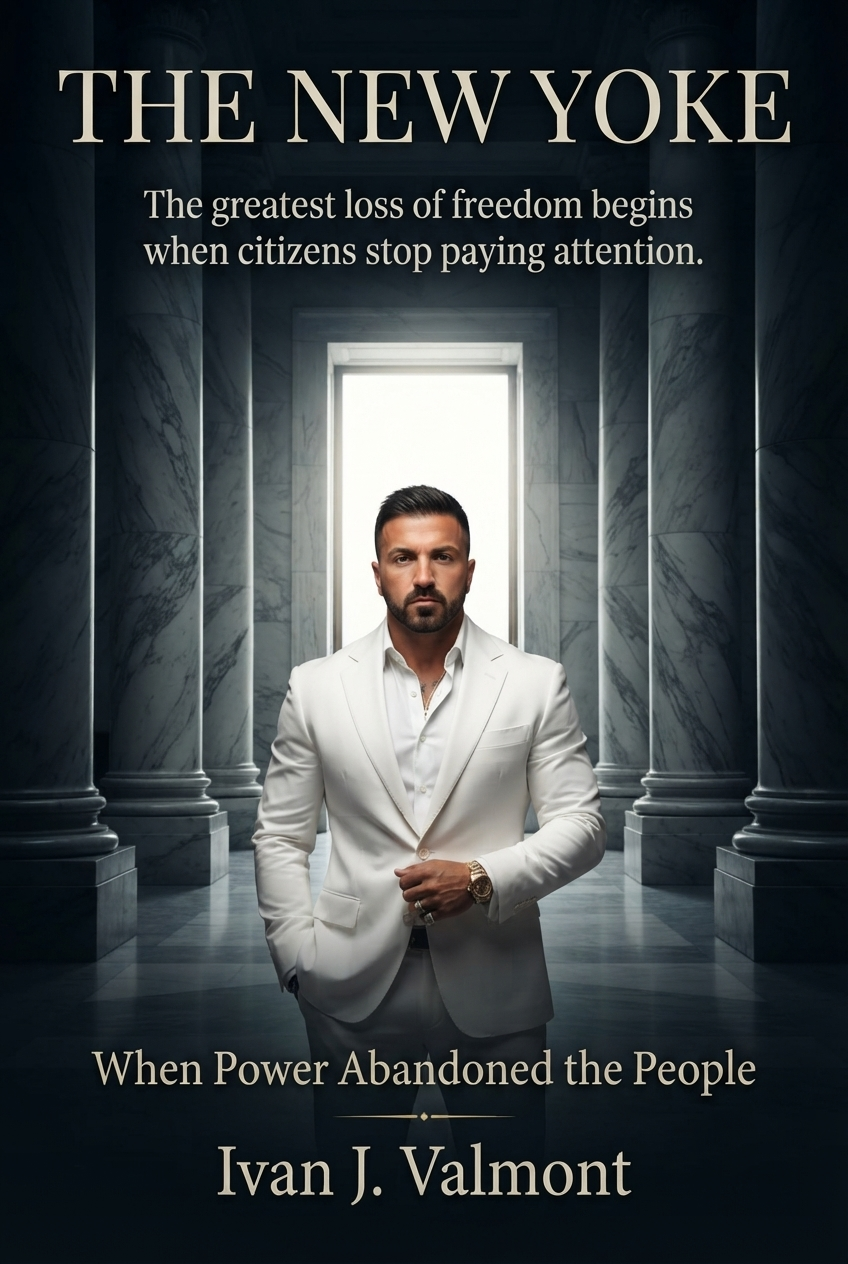 THE NEW YOKE
The greatest loss of freedom begins
when citizens stop paying attention.
When Power Abandoned the People
Ivan J. Valmont